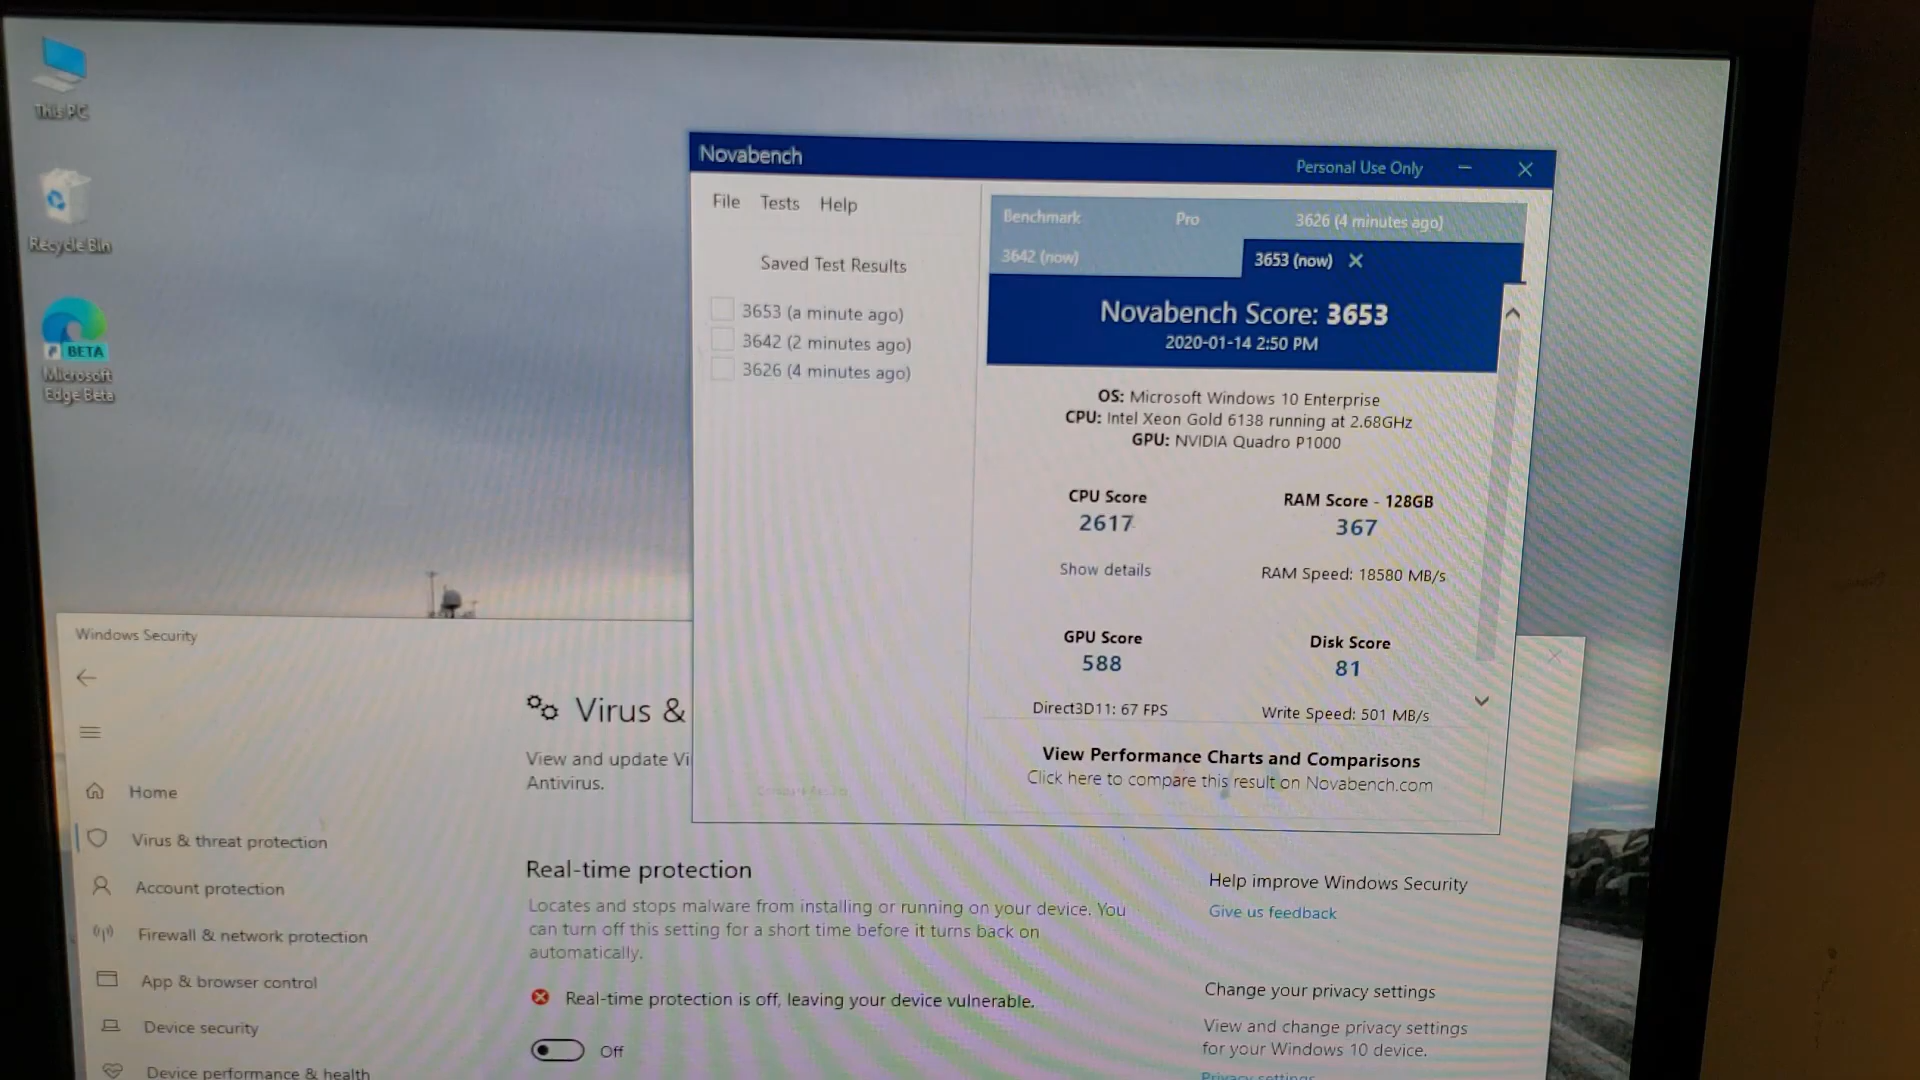 This PC
Recycle Bin
BETA
Microsoft
Edge Beta
Novabench
Personal Use Only
File Tests Help
Saved Test Results
3653 (a minute ago)
3642 (2 minutes ago)
3626 (4 minutes ago)
Benchmark Pro 3626 (4 minutes ago)
3642 (now) 3653 (now)
Novabench Score: 3653
2020-01-14 2:50 PM
OS: Microsoft Windows 10 Enterprise
CPU: Intel Xeon Gold 6138 running at 2.68GHz
GPU: NVIDIA Quadro P1000
CPU Score
2617
Show details
RAM Score - 128GB
367
RAM Speed: 18580 MB/s
GPU Score
588
Direct3D11: 67 FPS
Disk Score
81
Write Speed: 501 MB/s
View Performance Charts and Comparisons
Click here to compare this result on Novabench.com
Windows Security
Home
Virus & threat protection
Account protection
Firewall & network protection
App & browser control
Device security
Device performance & health
Virus &
View and update Vi
Antivirus.
Real-time protection
Locates and stops malware from installing or running on your device. You
can turn off this setting for a short time before it turns back on
automatically.
Real-time protection is off, leaving your device vulnerable.
Off
Help improve Windows Security
Give us feedback
Change your privacy settings
View and change privacy settings
for your Windows 10 device.
Privacy settings